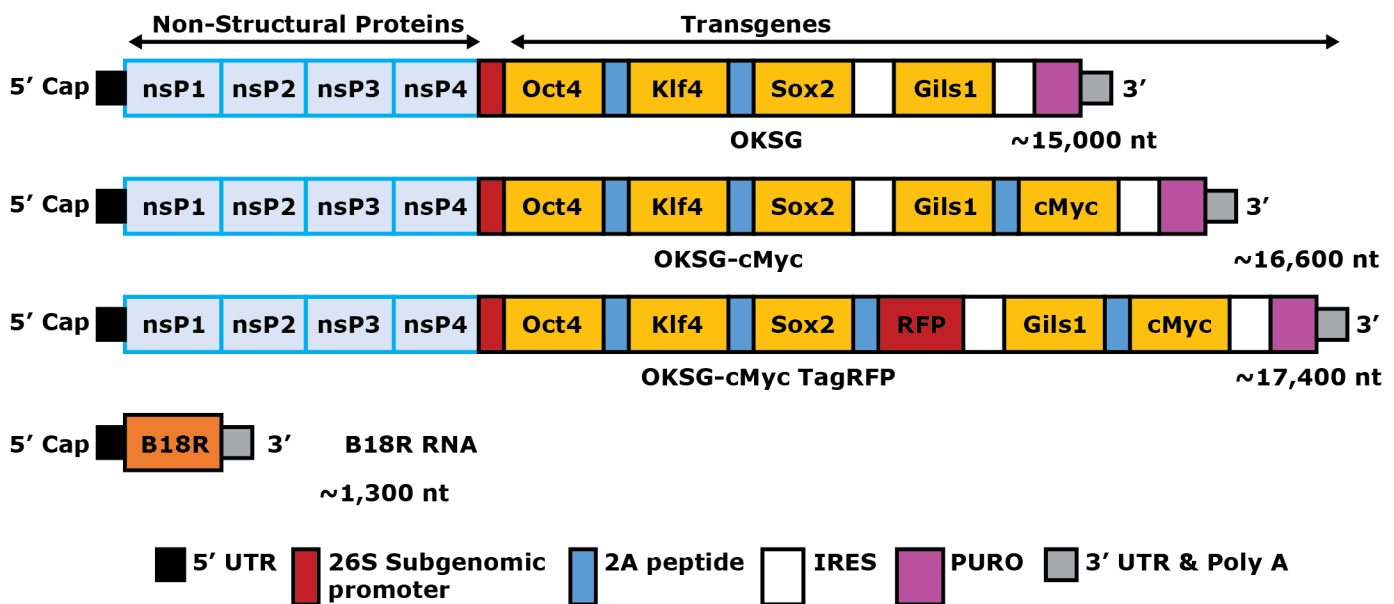 Non-Structural Proteins Transgenes
5′ Cap nsP1 nsP2 nsP3 nsP4 Oct4 Klf4 Sox2 Gils1 3′
OKSG ~15,000 nt
5′ Cap nsP1 nsP2 nsP3 nsP4 Oct4 Klf4 Sox2 Gils1 cMyc 3′
OKSG-cMyc ~16,600 nt
5′ Cap nsP1 nsP2 nsP3 nsP4 Oct4 Klf4 Sox2 RFP Gils1 cMyc 3′
OKSG-cMyc TagRFP ~17,400 nt
5′ Cap B18R 3′ B18R RNA
~1,300 nt
5′ UTR 26S Subgenomic promoter 2A peptide IRES PURO 3′ UTR & Poly A